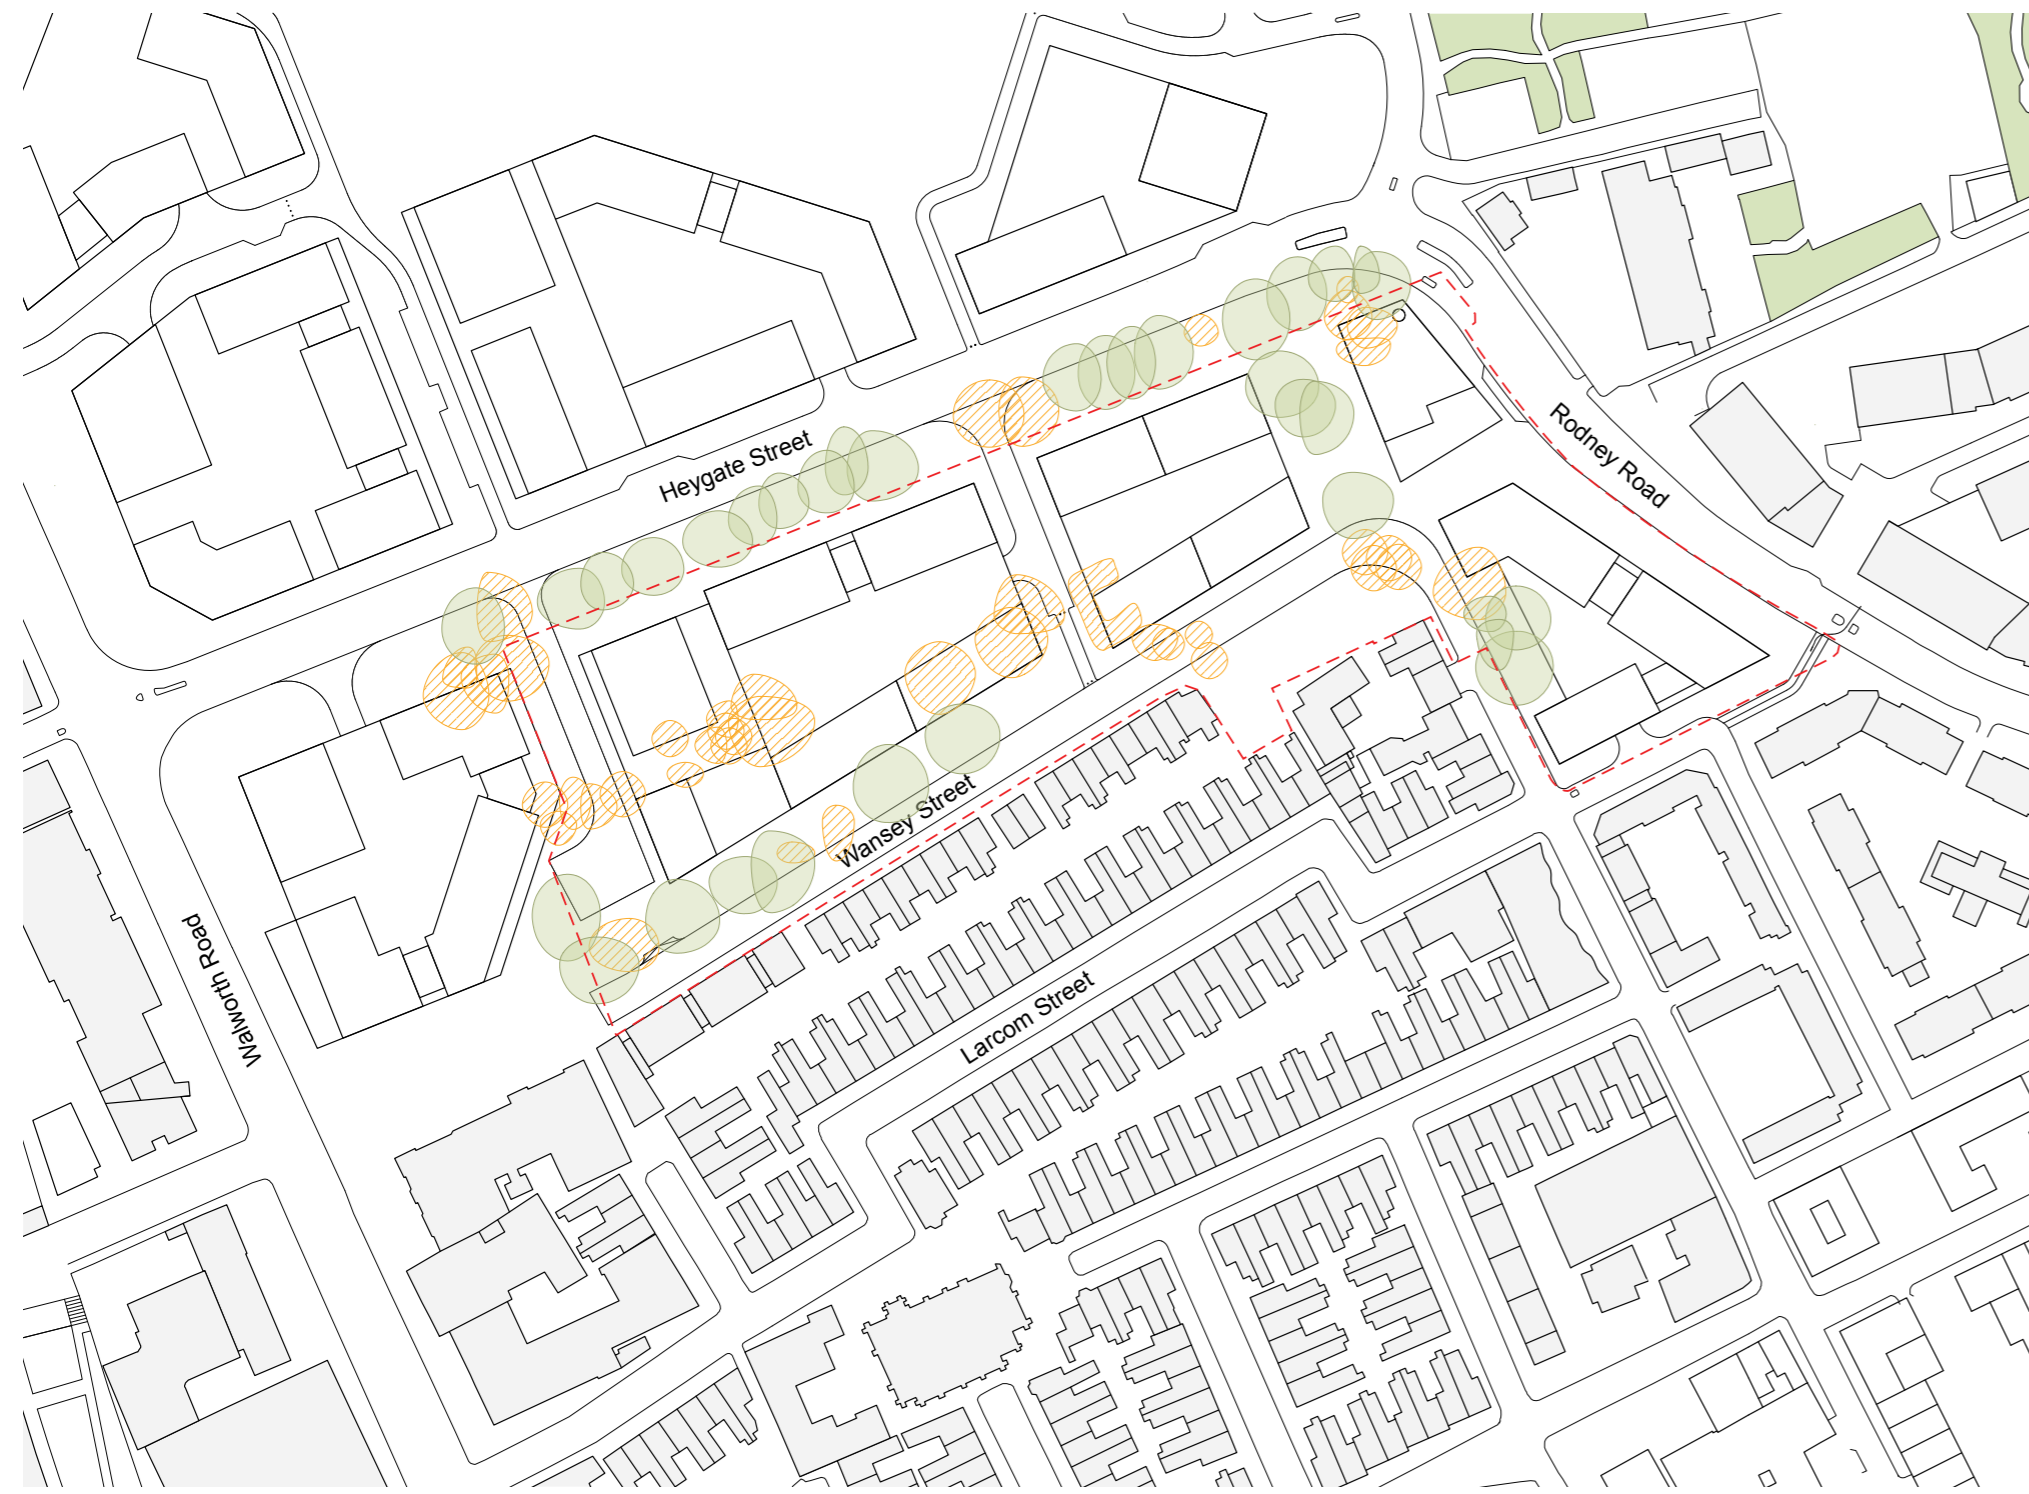 Heygate Street
Rodney Road
Wansey Street
Walworth Road
Larcom Street